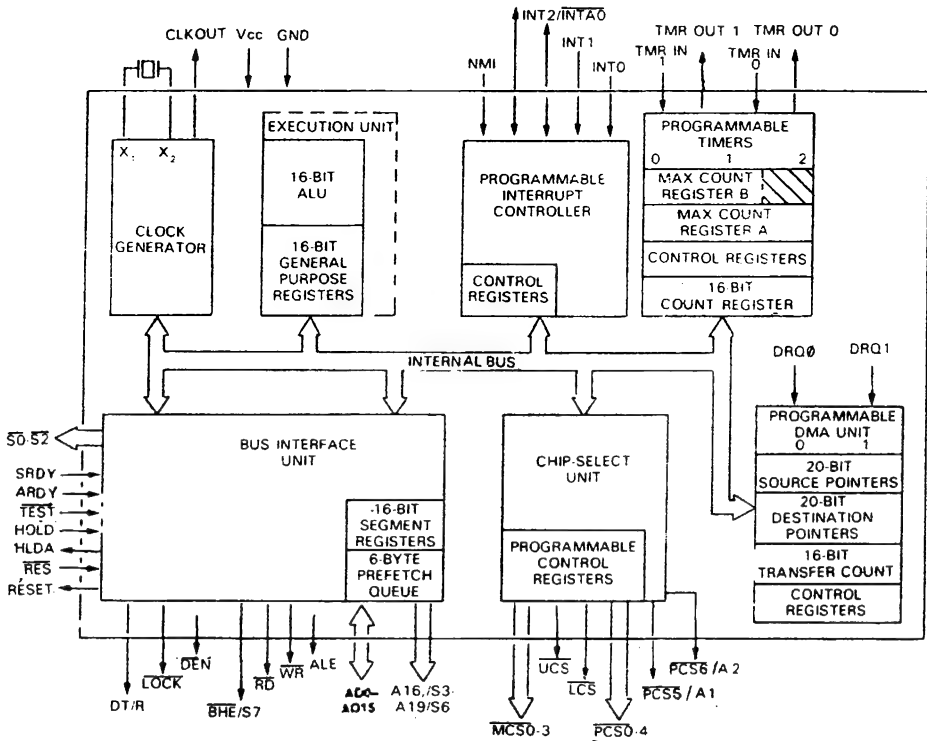 INT2/INTA0
CLKOUT Vcc GND
INT1
TMR OUT 1 TMR OUT 0
TMR IN
1
TMR IN
0
NMI
INT0
X1 X2
CLOCK
GENERATOR
EXECUTION UNIT
16-BIT
ALU
16-BIT
GENERAL
PURPOSE
REGISTERS
PROGRAMMABLE
INTERRUPT
CONTROLLER
CONTROL
REGISTERS
PROGRAMMABLE
TIMERS
0 1 2
MAX COUNT
REGISTER B
MAX COUNT
REGISTER A
CONTROL REGISTERS
16-BIT
COUNT REGISTER
INTERNAL BUS
DRQ0 DRQ1
S0-S2
SRDY
ARDY
TEST
HOLD
HLDA
RES
RESET
BUS INTERFACE
UNIT
-16-BIT
SEGMENT
REGISTERS
6-BYTE
PREFETCH
QUEUE
CHIP-SELECT
UNIT
PROGRAMMABLE
CONTROL
REGISTERS
PROGRAMMABLE
DMA UNIT
0 1
20-BIT
SOURCE POINTERS
20-BIT
DESTINATION
POINTERS
16-BIT
TRANSFER COUNT
CONTROL
REGISTERS
DT/R
LOCK
DEN
BHE/S7
RD
WR
ALE
AD0-
AD15
A16,/S3-
A19/S6
MCS0-3
UCS
LCS
PCS0-4
PCS5/A1
PCS6/A2